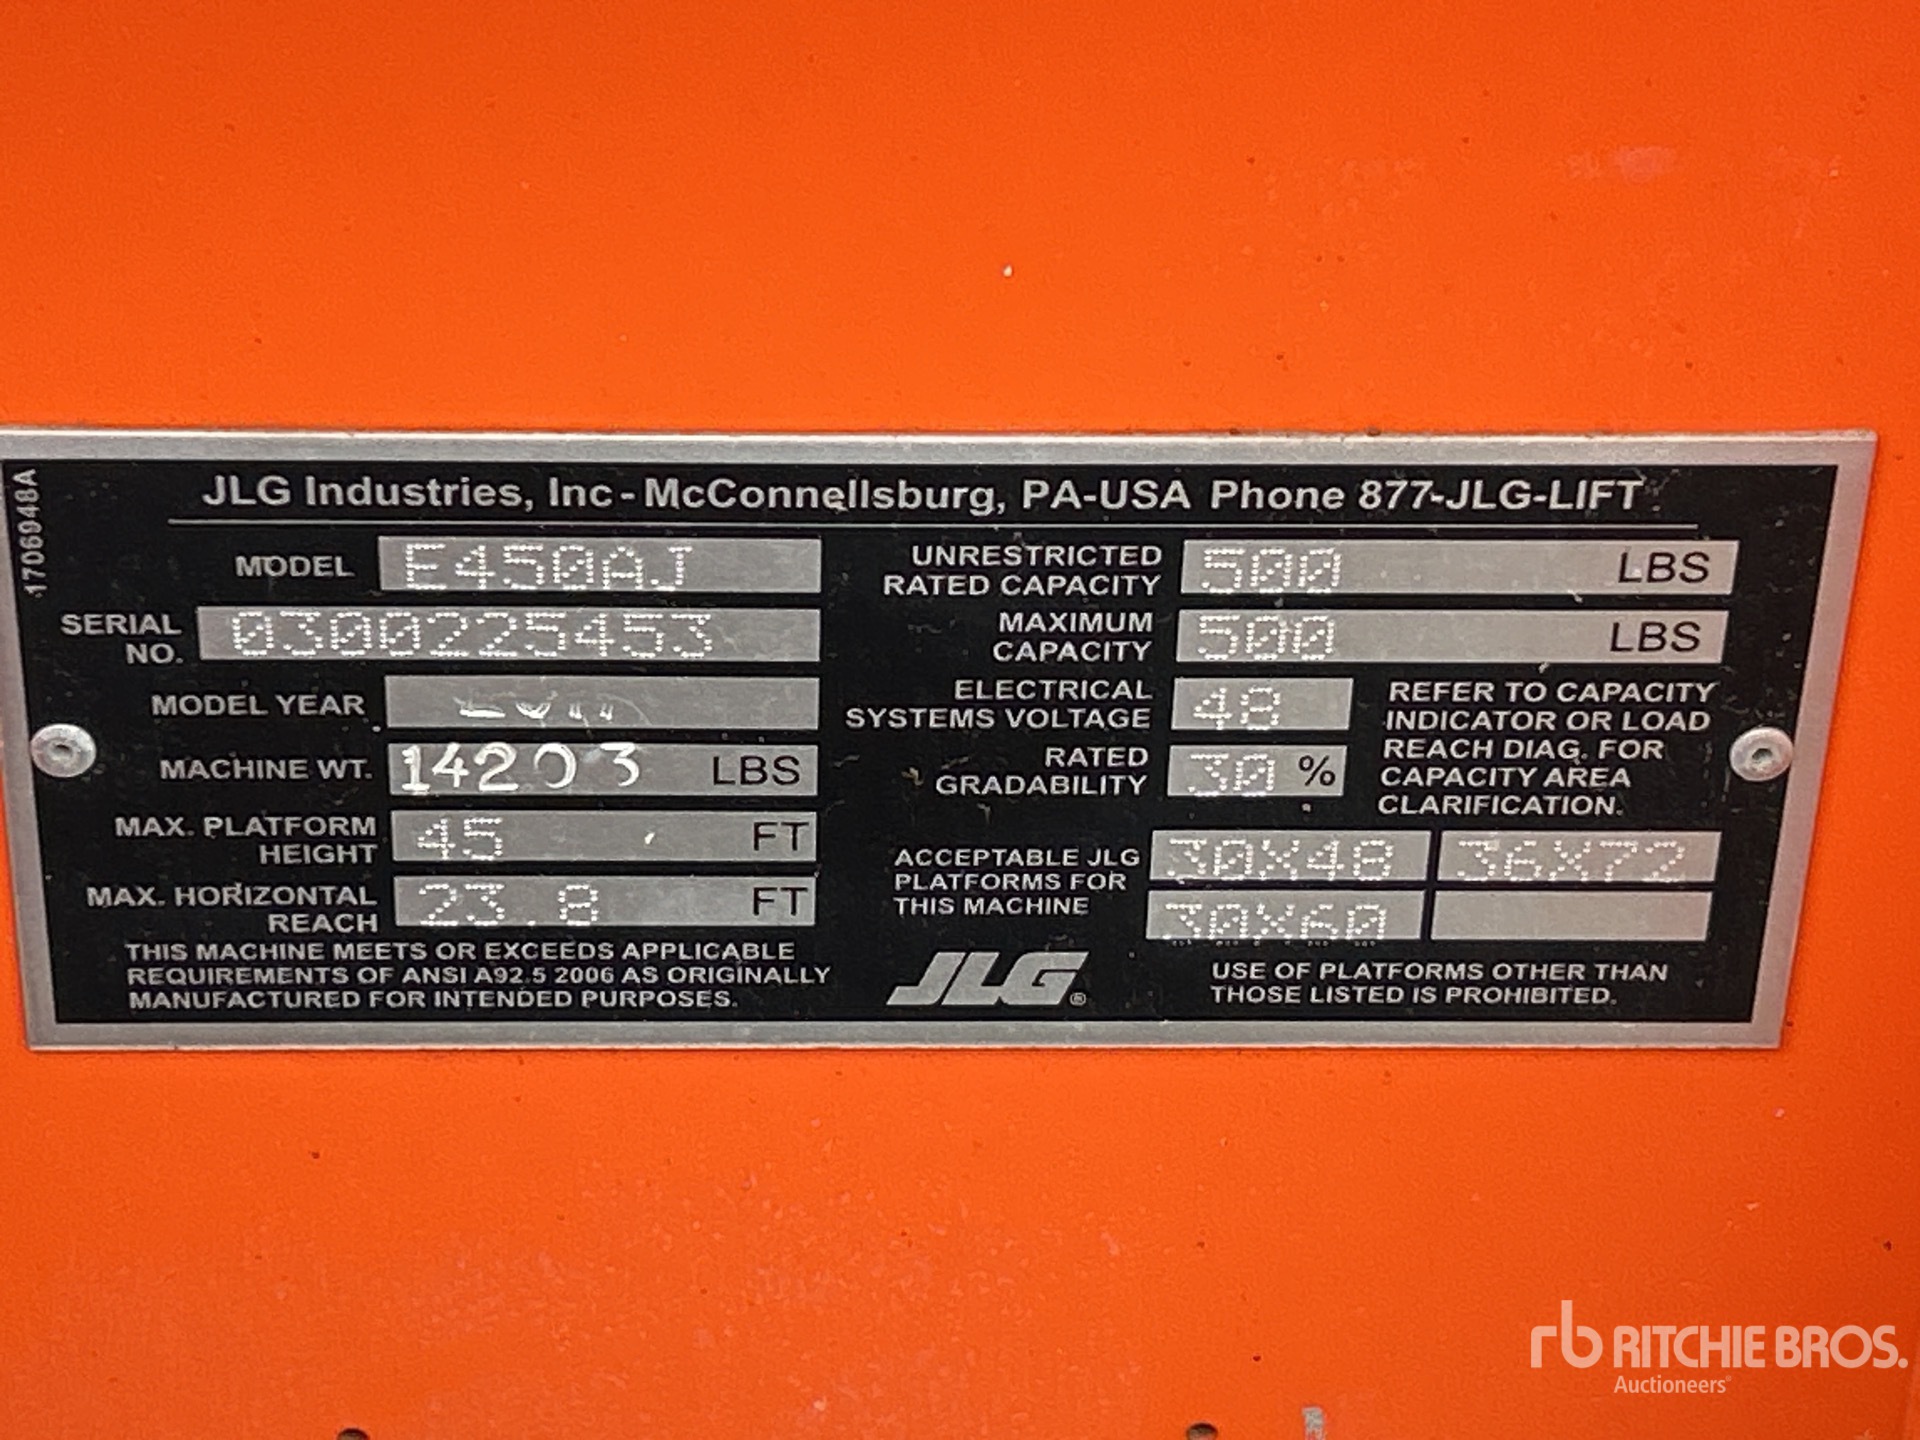 1706948A
JLG Industries, Inc - McConnellsburg, PA-USA Phone 877-JLG-LIFT
MODEL E450AJ
SERIAL
NO. 0300225453
MODEL YEAR
MACHINE WT. 14203 LBS
MAX. PLATFORM
HEIGHT 45 FT
MAX. HORIZONTAL
REACH 23.8 FT
THIS MACHINE MEETS OR EXCEEDS APPLICABLE
REQUIREMENTS OF ANSI A92.5 2006 AS ORIGINALLY
MANUFACTURED FOR INTENDED PURPOSES.
UNRESTRICTED
RATED CAPACITY 500 LBS
MAXIMUM
CAPACITY 500 LBS
ELECTRICAL
SYSTEMS VOLTAGE 48
RATED
GRADABILITY 30 %
REFER TO CAPACITY
INDICATOR OR LOAD
REACH DIAG. FOR
CAPACITY AREA
CLARIFICATION.
ACCEPTABLE JLG
PLATFORMS FOR
THIS MACHINE
30X48 36X72
30X60
JLG®
USE OF PLATFORMS OTHER THAN
THOSE LISTED IS PROHIBITED.
rb RITCHIE BROS.
Auctioneers